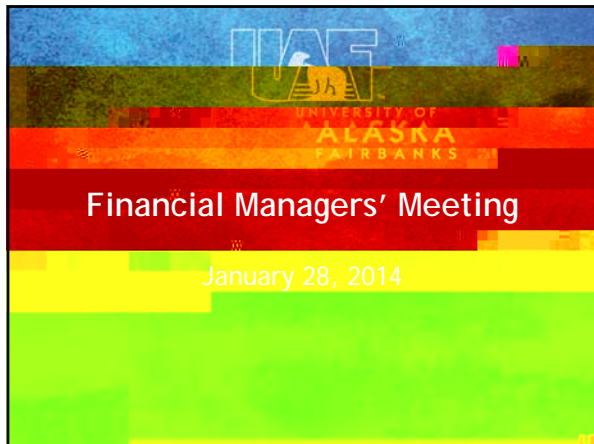 UAF
UNIVERSITY OF
ALASKA
FAIRBANKS
Financial Managers' Meeting
January 28, 2014